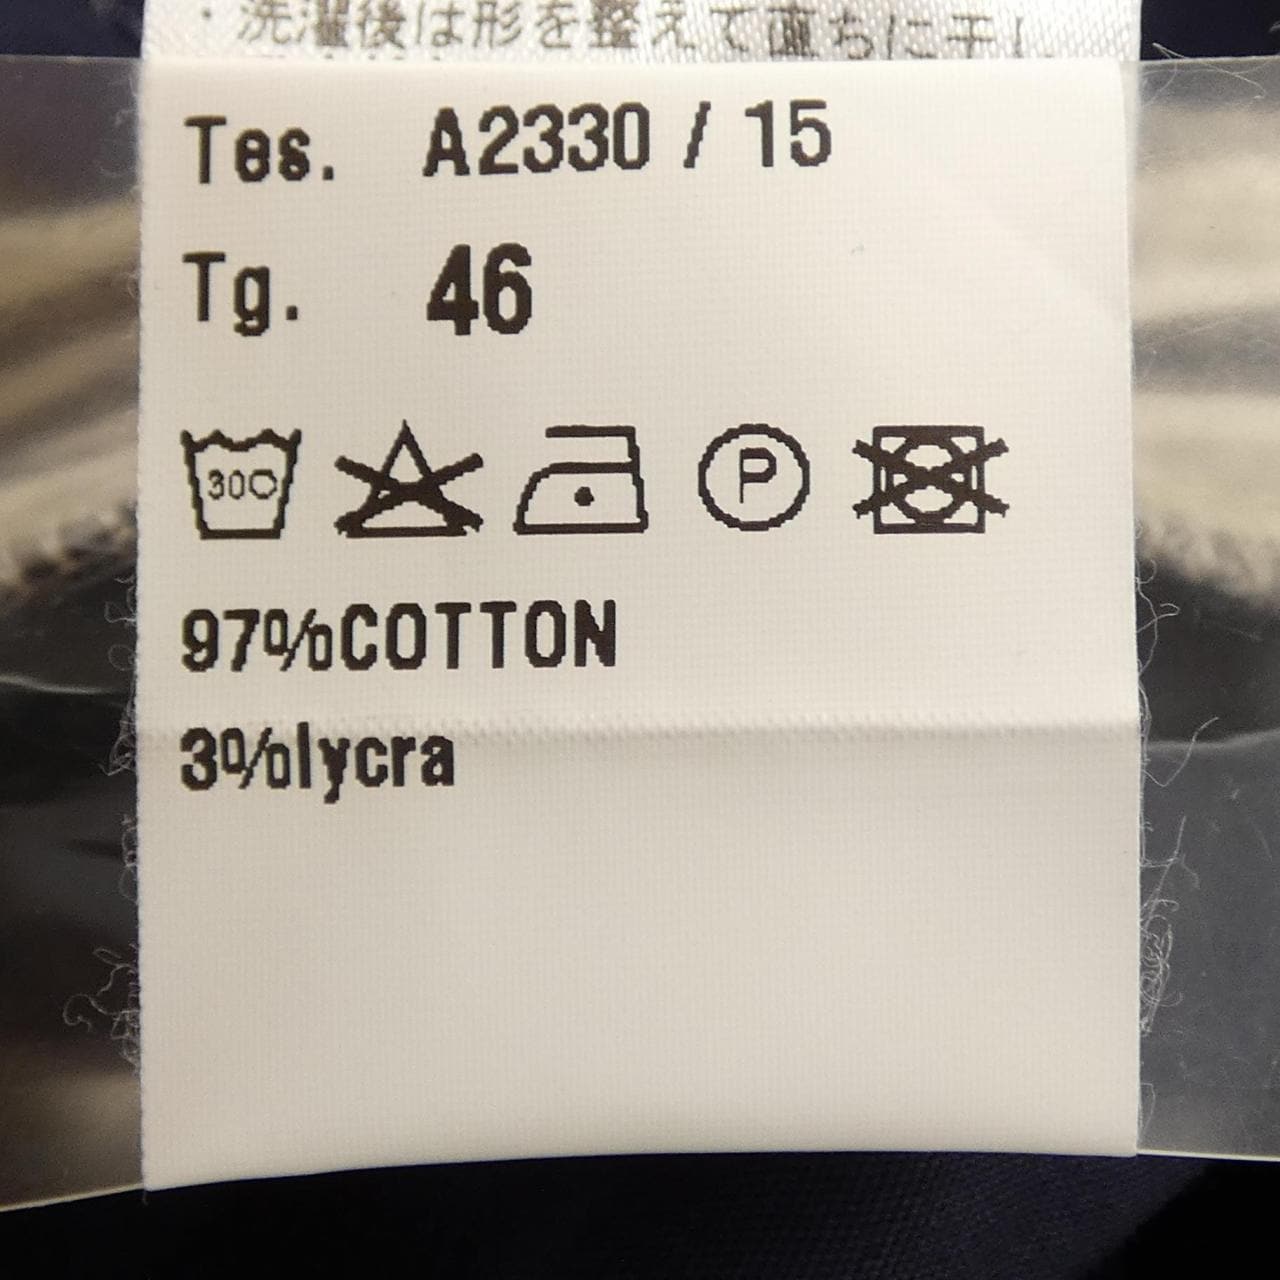 ・洗濯後は形を整えて直ちに干し
Tes. A2330 / 15
Tg. 46
30C
P
97%COTTON
3%lycra